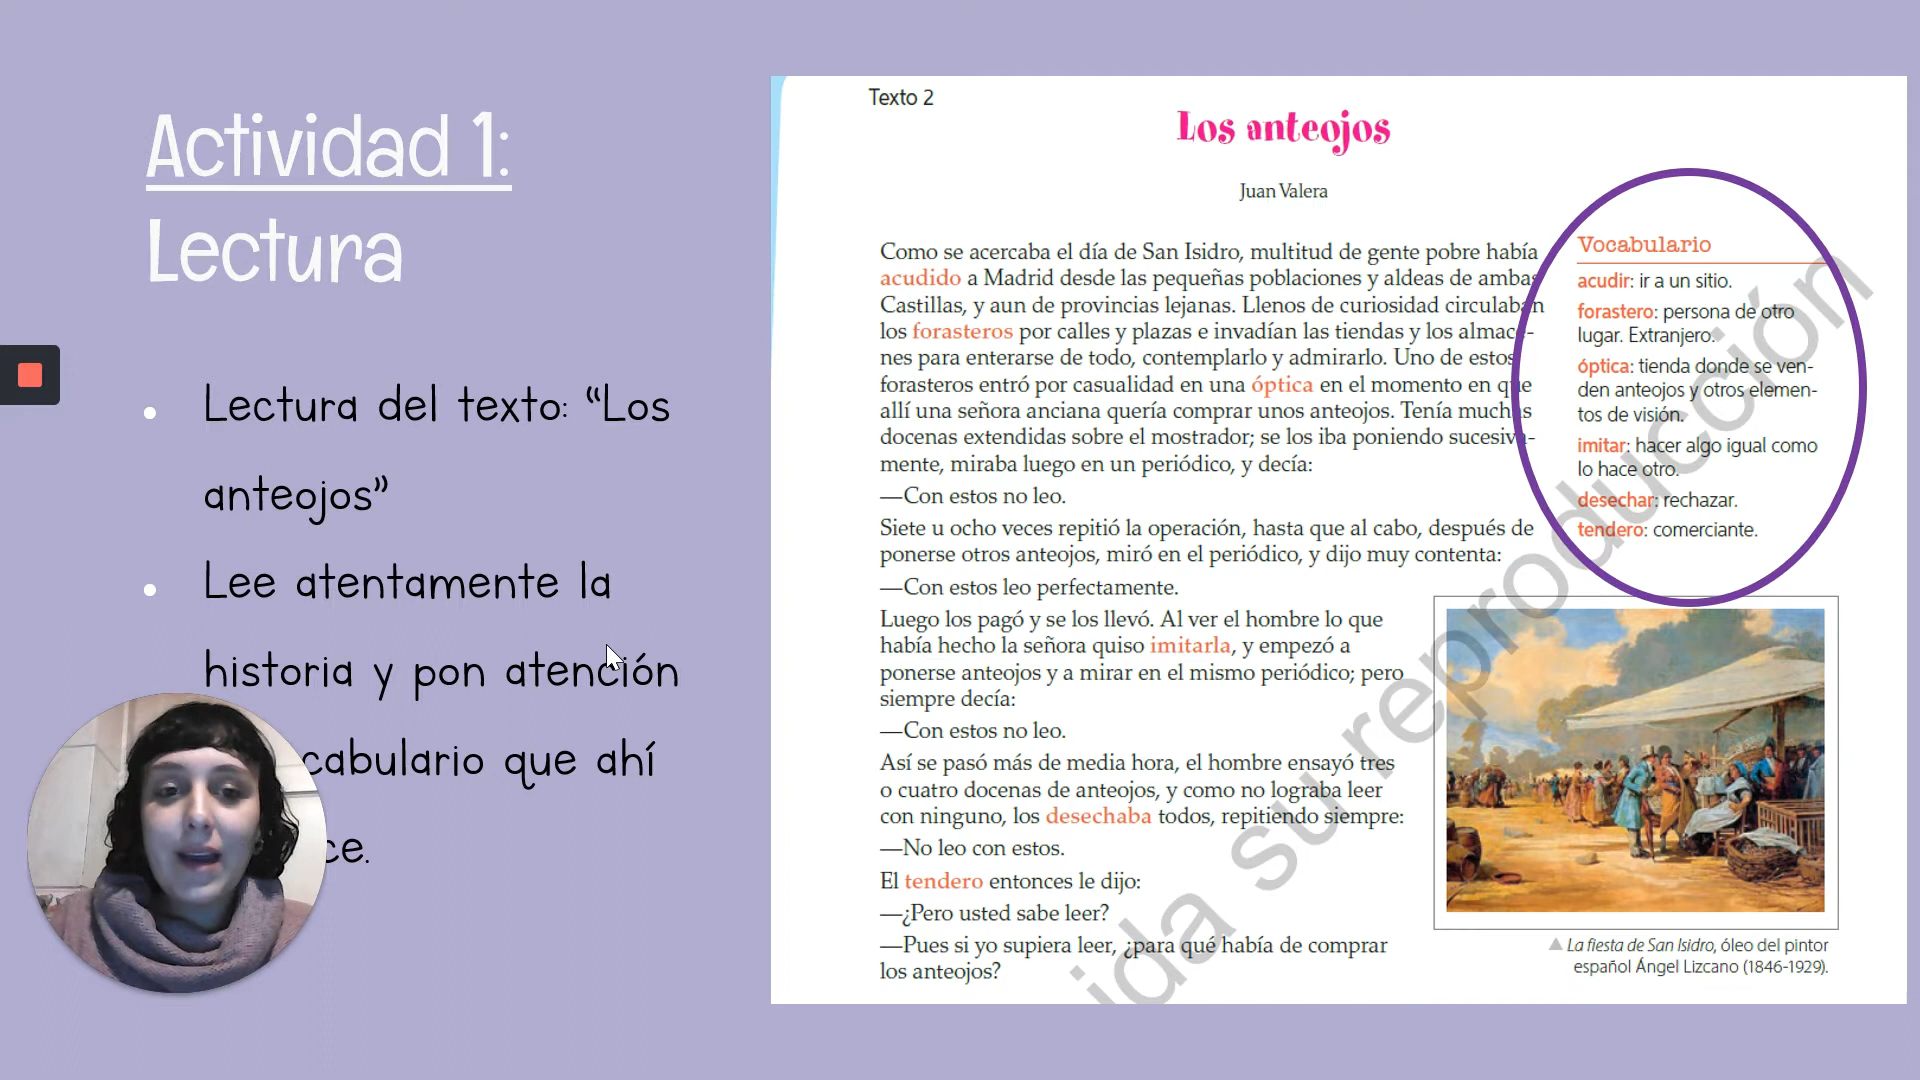 Actividad 1:
Lectura
Lectura del texto: “Los
anteojos”
Lee atentamente la
historia y pon atención
cabulario que ahí
ce.
Texto 2
Los anteojos
Juan Valera
Como se acercaba el día de San Isidro, multitud de gente pobre había
acudido a Madrid desde las pequeñas poblaciones y aldeas de ambas
Castillas, y aun de provincias lejanas. Llenos de curiosidad circulaban
los forasteros por calles y plazas e invadían las tiendas y los almace-
nes para enterarse de todo, contemplarlo y admirarlo. Uno de estos
forasteros entró por casualidad en una óptica en el momento en que
allí una señora anciana quería comprar unos anteojos. Tenía muchas
docenas extendidas sobre el mostrador; se los iba poniendo sucesiva-
mente, miraba luego en un periódico, y decía:
—Con estos no leo.
Siete u ocho veces repitió la operación, hasta que al cabo, después de
ponerse otros anteojos, miró en el periódico, y dijo muy contenta:
—Con estos leo perfectamente.
Luego los pagó y se los llevó. Al ver el hombre lo que
había hecho la señora quiso imitarla, y empezó a
ponerse anteojos y a mirar en el mismo periódico; pero
siempre decía:
—Con estos no leo.
Así se pasó más de media hora, el hombre ensayó tres
o cuatro docenas de anteojos, y como no lograba leer
con ninguno, los desechaba todos, repitiendo siempre:
—No leo con estos.
El tendero entonces le dijo:
—¿Pero usted sabe leer?
—Pues si yo supiera leer, ¿para qué había de comprar
los anteojos?
Vocabulario
acudir: ir a un sitio.
forastero: persona de otro
lugar. Extranjero.
óptica: tienda donde se ven-
den anteojos y otros elemen-
tos de visión.
imitar: hacer algo igual como
lo hace otro.
desechar: rechazar.
tendero: comerciante.
La fiesta de San Isidro, óleo del pintor
español Ángel Lizcano (1846-1929).
ida su reproducción